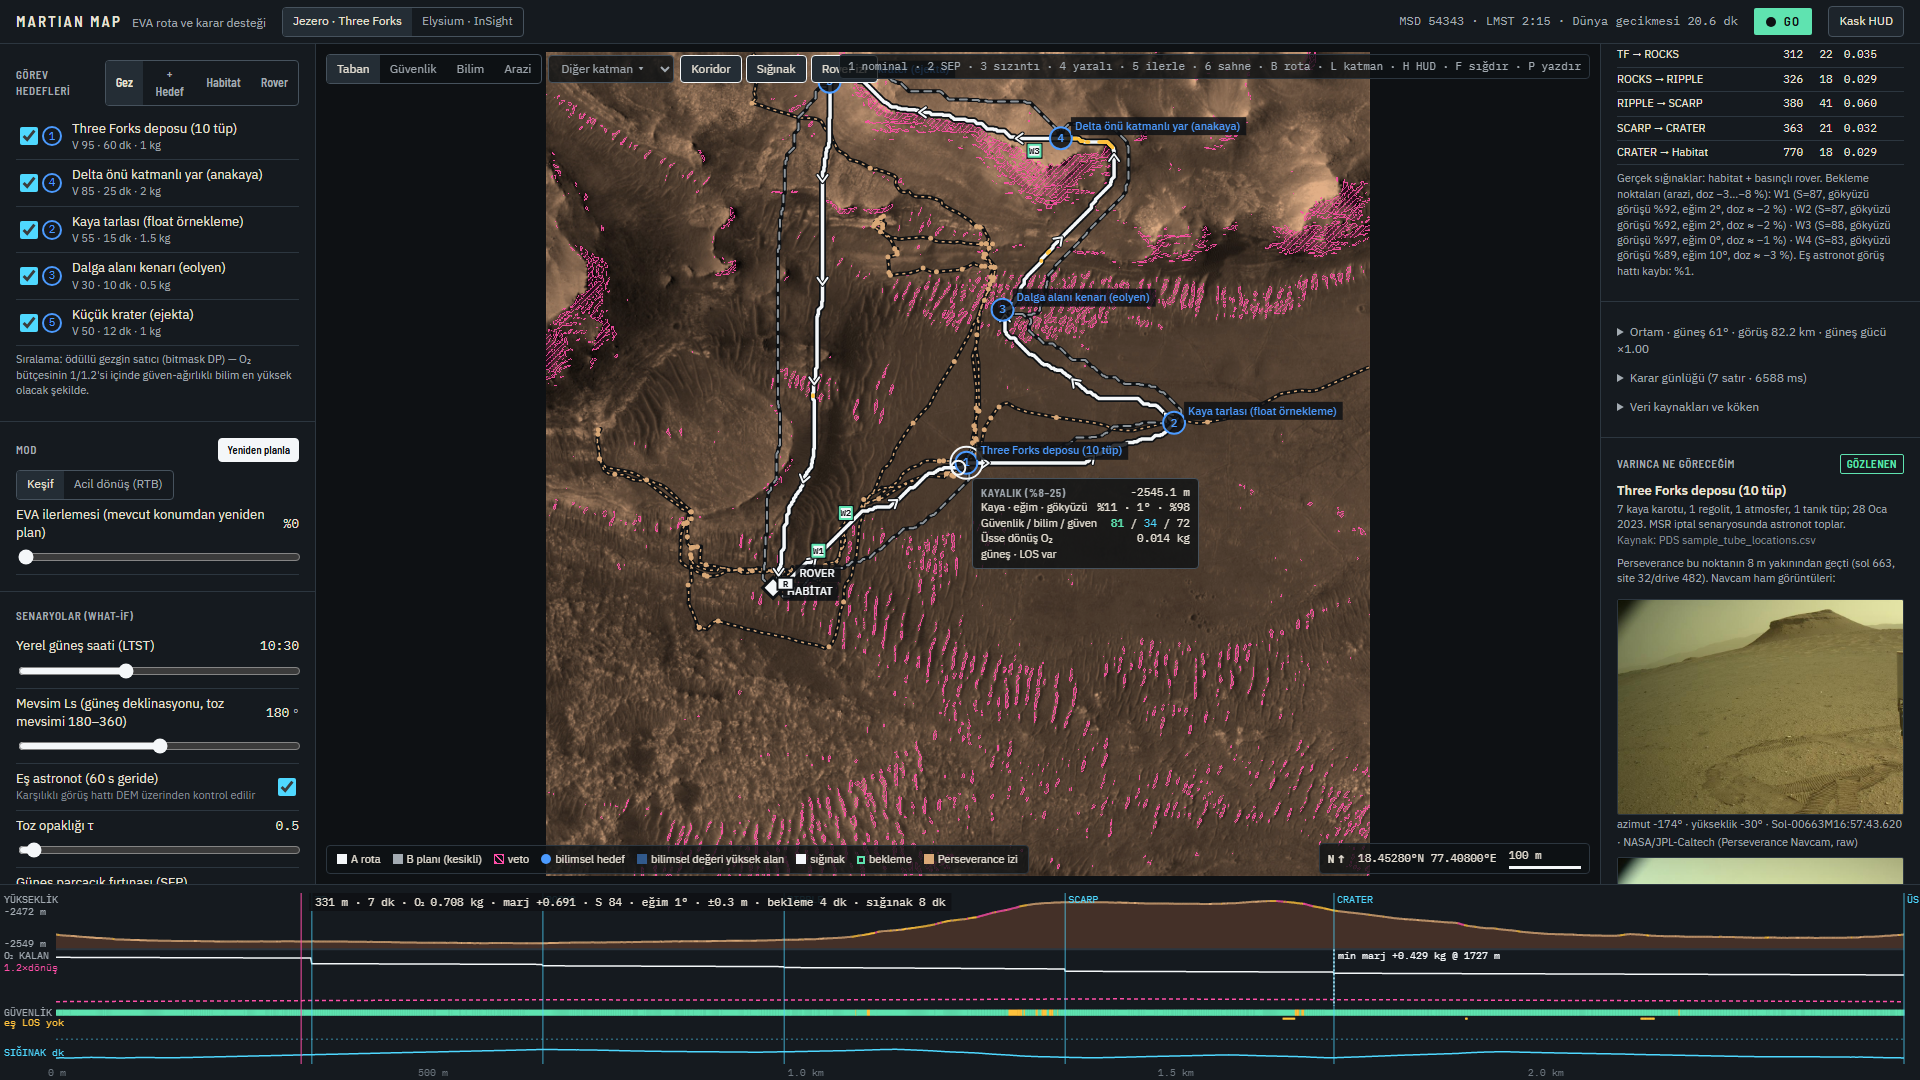 MARTIAN MAP EVA rota ve karar desteği
Jezero · Three Forks
Elysium · InSight
MSD 54343 · LMST 2:15 · Dünya gecikmesi 20.6 dk
GO
Kask HUD
GÖREV HEDEFLERİ
Gez
+ Hedef
Habitat
Rover
1 Three Forks deposu (10 tüp)
V 95 · 60 dk · 1 kg
4 Delta önü katmanlı yar (anakaya)
V 85 · 25 dk · 2 kg
2 Kaya tarlası (float örnekleme)
V 55 · 15 dk · 1.5 kg
3 Dalga alanı kenarı (eolyen)
V 30 · 10 dk · 0.5 kg
5 Küçük krater (ejekta)
V 50 · 12 dk · 1 kg
Sıralama: ödüllü gezgin satıcı (bitmask DP) — O₂
bütçesinin 1/1.2'si içinde güven-ağırlıklı bilim en yüksek
olacak şekilde.
MOD
Yeniden planla
Keşif
Acil dönüş (RTB)
EVA ilerlemesi (mevcut konumdan yeniden
plan)
%0
SENARYOLAR (WHAT-IF)
Yerel güneş saati (LTST) 10:30
Mevsim Ls (güneş deklinasyonu, toz
mevsimi 180–360)
180 °
Eş astronot (60 s geride)
Karşılıklı görüş hattı DEM üzerinden kontrol edilir
Toz opaklığı τ 0.5
Güneş parçacık fırtınası (SEP)
Taban
Güvenlik
Bilim
Arazi
Diğer katman
Koridor
Sığınak
1 nominal · 2 SEP · 3 sızıntı · 4 yaralı · 5 ilerle · 6 sahne · B rota · L katman · H HUD · F sığdır · P yazdır
4 Delta önü katmanlı yar (anakaya)
W3
3 Dalga alanı kenarı (eolyen)
2 Kaya tarlası (float örnekleme)
1 Three Forks deposu (10 tüp)
KAYALIK (%8–25) -2545.1 m
Kaya · eğim · gökyüzü %11 · 1° · %98
Güvenlik / bilim / güven 81 / 34 / 72
Üsse dönüş O₂ 0.014 kg
güneş · LOS var
W2
W1
R ROVER
HABİTAT
A rota
B planı (kesikli)
veto
bilimsel hedef
bilimsel değeri yüksek alan
sığınak
bekleme
Perseverance izi
N↑ 18.45280°N 77.40800°E 100 m
TF → ROCKS 312 22 0.035
ROCKS → RIPPLE 326 18 0.029
RIPPLE → SCARP 380 41 0.060
SCARP → CRATER 363 21 0.032
CRATER → Habitat 770 18 0.029
Gerçek sığınaklar: habitat + basınçlı rover. Bekleme
noktaları (arazi, doz −3…−8 %): W1 (S=87, gökyüzü
görüşü %92, eğim 2°, doz ≈ −2 %) · W2 (S=87, gökyüzü
görüşü %92, eğim 2°, doz ≈ −2 %) · W3 (S=88, gökyüzü
görüşü %97, eğim 0°, doz ≈ −1 %) · W4 (S=83, gökyüzü
görüşü %89, eğim 10°, doz ≈ −3 %). Eş astronot görüş
hattı kaybı: %1.
Ortam · güneş 61° · görüş 82.2 km · güneş gücü
×1.00
Karar günlüğü (7 satır · 6588 ms)
Veri kaynakları ve köken
VARINCA NE GÖRECEĞİM
GÖZLENEN
Three Forks deposu (10 tüp)
7 kaya karotu, 1 regolit, 1 atmosfer, 1 tanık tüp; 28 Oca
2023. MSR iptal senaryosunda astronot toplar.
Kaynak: PDS sample_tube_locations.csv
Perseverance bu noktanın 8 m yakınından geçti (sol 663,
site 32/drive 482). Navcam ham görüntüleri:
azimut -174° · yükseklik -30° · Sol-00663M16:57:43.620
· NASA/JPL-Caltech (Perseverance Navcam, raw)
YÜKSEKLİK
-2472 m
-2549 m
331 m · 7 dk · O₂ 0.708 kg · marj +0.691 · S 84 · eğim 1° · ±0.3 m · bekleme 4 dk · sığınak 8 dk
SCARP
CRATER
O₂ KALAN
1.2×dönüş
min marj +0.429 kg @ 1727 m
GÜVENLİK
eş LOS yok
SIĞINAK dk
0 m
500 m
1.0 km
1.5 km
2.0 km